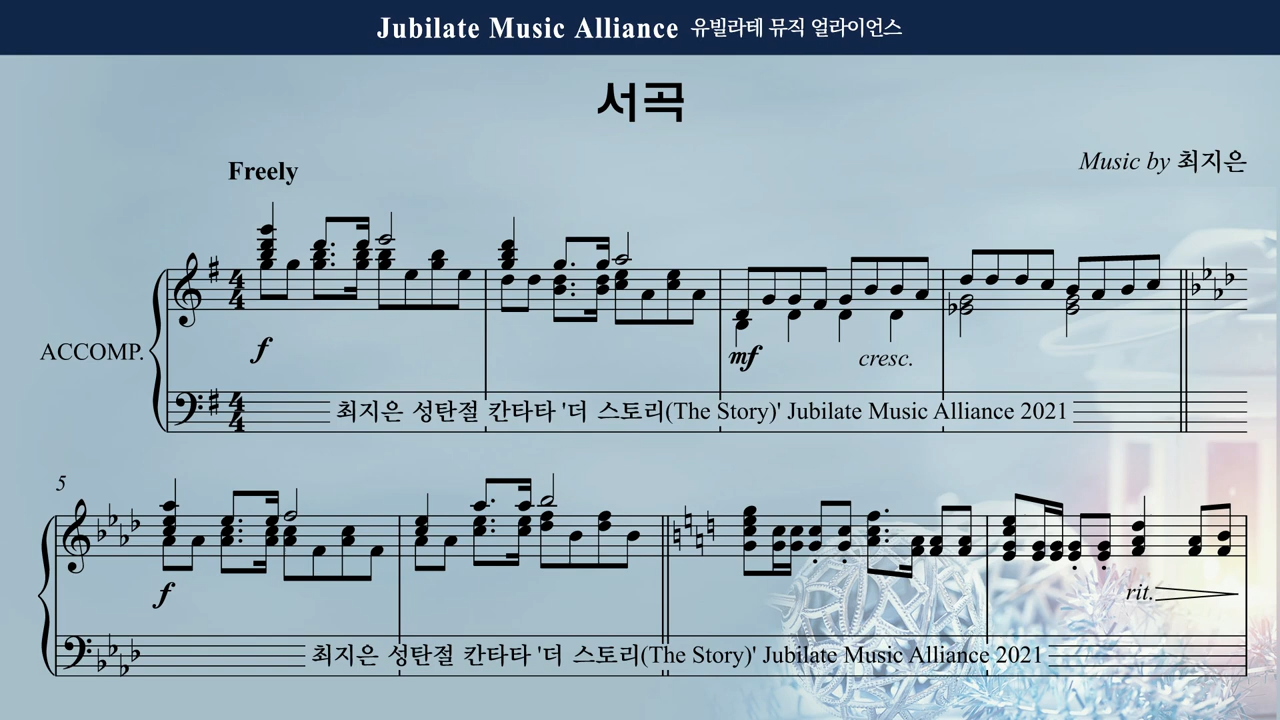 Jubilate Music Alliance 유빌라테 뮤직 얼라이언스
서곡
Freely
Music by 최지은
ACCOMP.
f
mf
cresc.
최지은 성탄절 칸타타 '더 스토리(The Story)' Jubilate Music Alliance 2021
5
f
rit.
최지은 성탄절 칸타타 '더 스토리(The Story)' Jubilate Music Alliance 2021